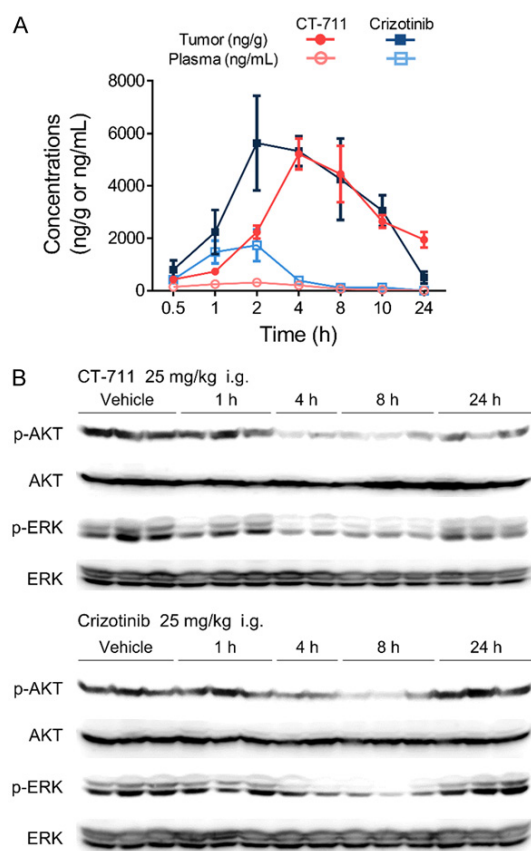 A
CT-711 Crizotinib
Tumor (ng/g)
Plasma (ng/mL)
Concentrations
(ng/g or ng/mL)
8000
6000
4000
2000
0
0.5 1 2 4 8 10 24
Time (h)
B
CT-711 25 mg/kg i.g.
Vehicle 1 h 4 h 8 h 24 h
p-AKT
AKT
p-ERK
ERK
Crizotinib 25 mg/kg i.g.
Vehicle 1 h 4 h 8 h 24 h
p-AKT
AKT
p-ERK
ERK